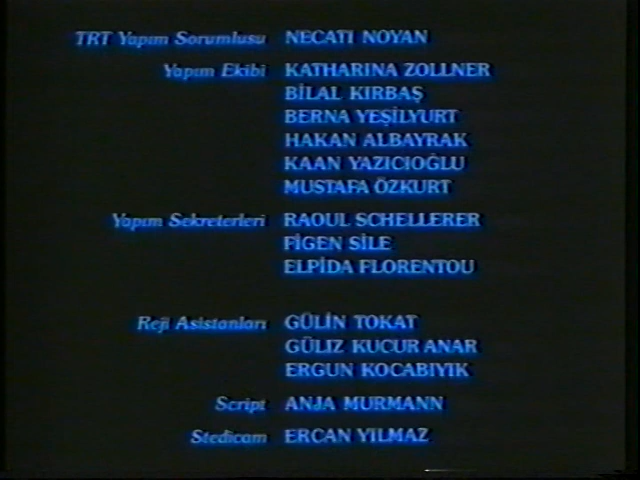 TRT Yapım Sorumlusu NECATİ NOYAN
Yapım Ekibi KATHARINA ZOLLNER
BİLAL KIRBAŞ
BERNA YEŞİLYURT
HAKAN ALBAYRAK
KAAN YAZICIOĞLU
MUSTAFA ÖZKURT
Yapım Sekreterleri RAOUL SCHELLERER
FİGEN SİLE
ELPİDA FLORENTOU
Reji Asistanları GÜLİN TOKAT
GÜLIZ KUCUR ANAR
ERGUN KOCABIYIK
Script ANJA MURMANN
Stedicam ERCAN YILMAZ